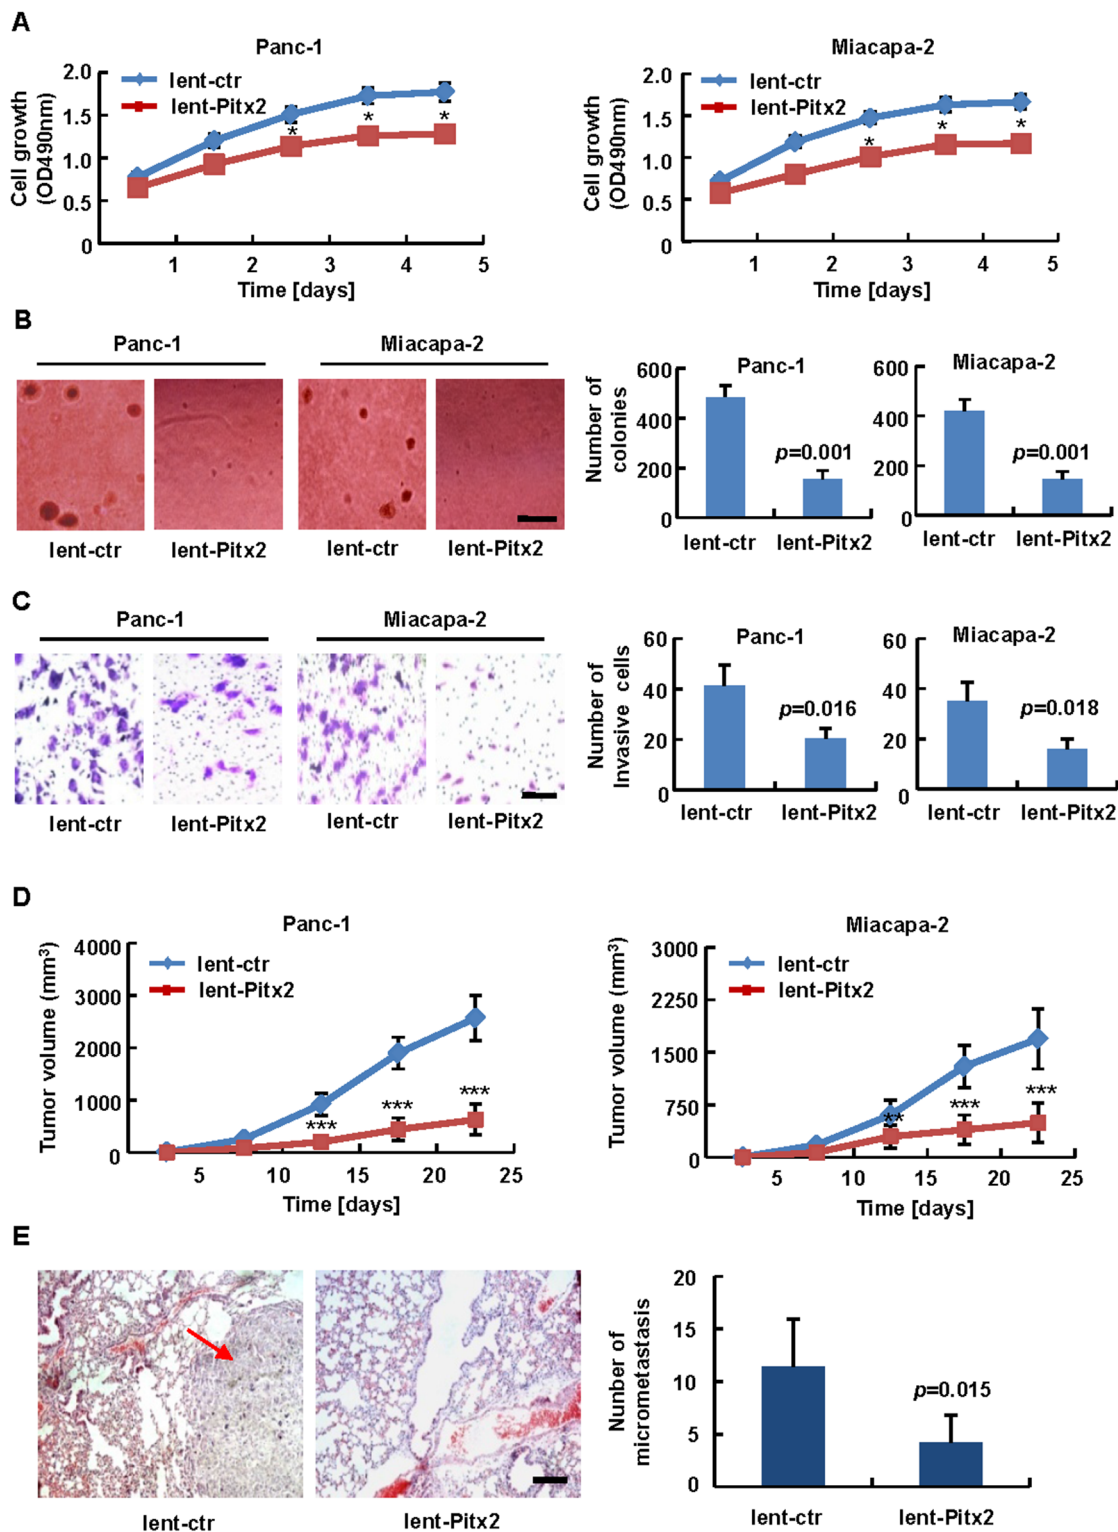 A
Panc-1
Miacapa-2
Cell growth
(OD490nm)
2.0
1.5
1.0
0.5
0
lent-ctr
lent-Pitx2
* * *
1 2 3 4 5
Time [days]
Cell growth
(OD490nm)
2.0
1.5
1.0
0.5
0
lent-ctr
lent-Pitx2
* * *
1 2 3 4 5
Time [days]
B
Panc-1
Miacapa-2
lent-ctr lent-Pitx2 lent-ctr lent-Pitx2
Number of
colonies
600
400
200
0
Panc-1
p=0.001
lent-ctr lent-Pitx2
600
400
200
0
Miacapa-2
p=0.001
lent-ctr lent-Pitx2
C
Panc-1
Miacapa-2
lent-ctr lent-Pitx2 lent-ctr lent-Pitx2
Number of
Invasive cells
60
40
20
0
Panc-1
p=0.016
lent-ctr lent-Pitx2
60
40
20
0
Miacapa-2
p=0.018
lent-ctr lent-Pitx2
D
Panc-1
Miacapa-2
Tumor volume (mm³)
4000
3000
2000
1000
0
lent-ctr
lent-Pitx2
*** *** ***
5 10 15 20 25
Time [days]
Tumor volume (mm³)
3000
2250
1500
750
0
lent-ctr
lent-Pitx2
** *** ***
5 10 15 20 25
Time [days]
E
lent-ctr lent-Pitx2
Nunber of
micrometastasis
20
15
10
5
0
p=0.015
lent-ctr lent-Pitx2